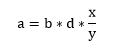 a = b * d * x/y